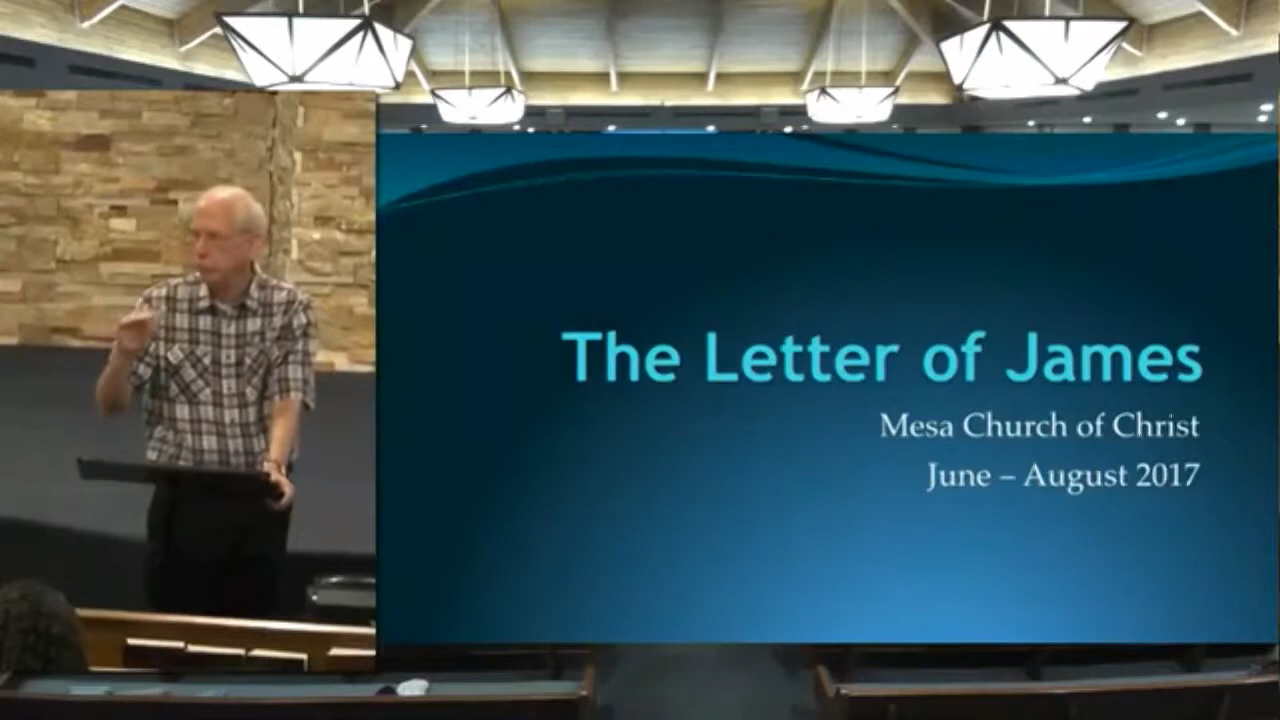 The Letter of James
Mesa Church of Christ
June – August 2017